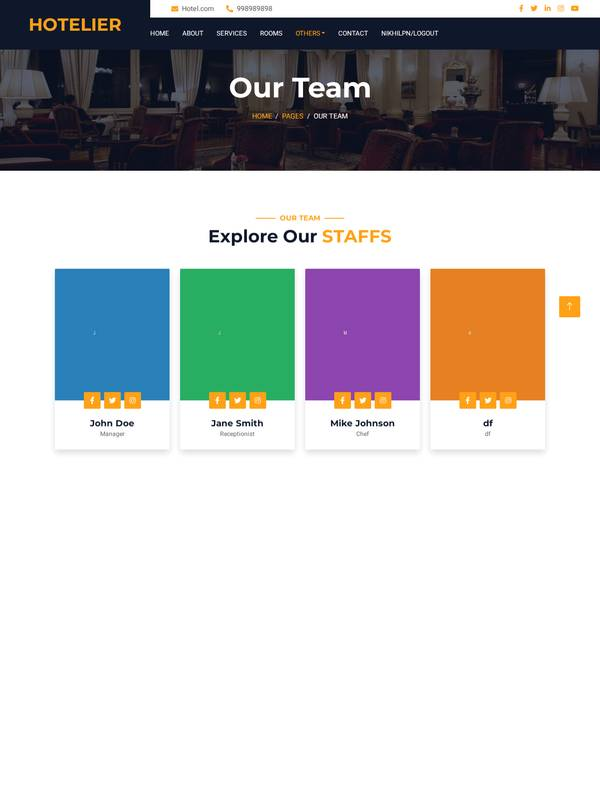 HOTELIER
Hotel.com
998989898
HOME ABOUT SERVICES ROOMS OTHERS CONTACT NIKHILPN/LOGOUT
Our Team
HOME / PAGES / OUR TEAM
OUR TEAM
Explore Our STAFFS
J J M
John Doe
Manager
Jane Smith
Receptionist
Mike Johnson
Chef
df
df